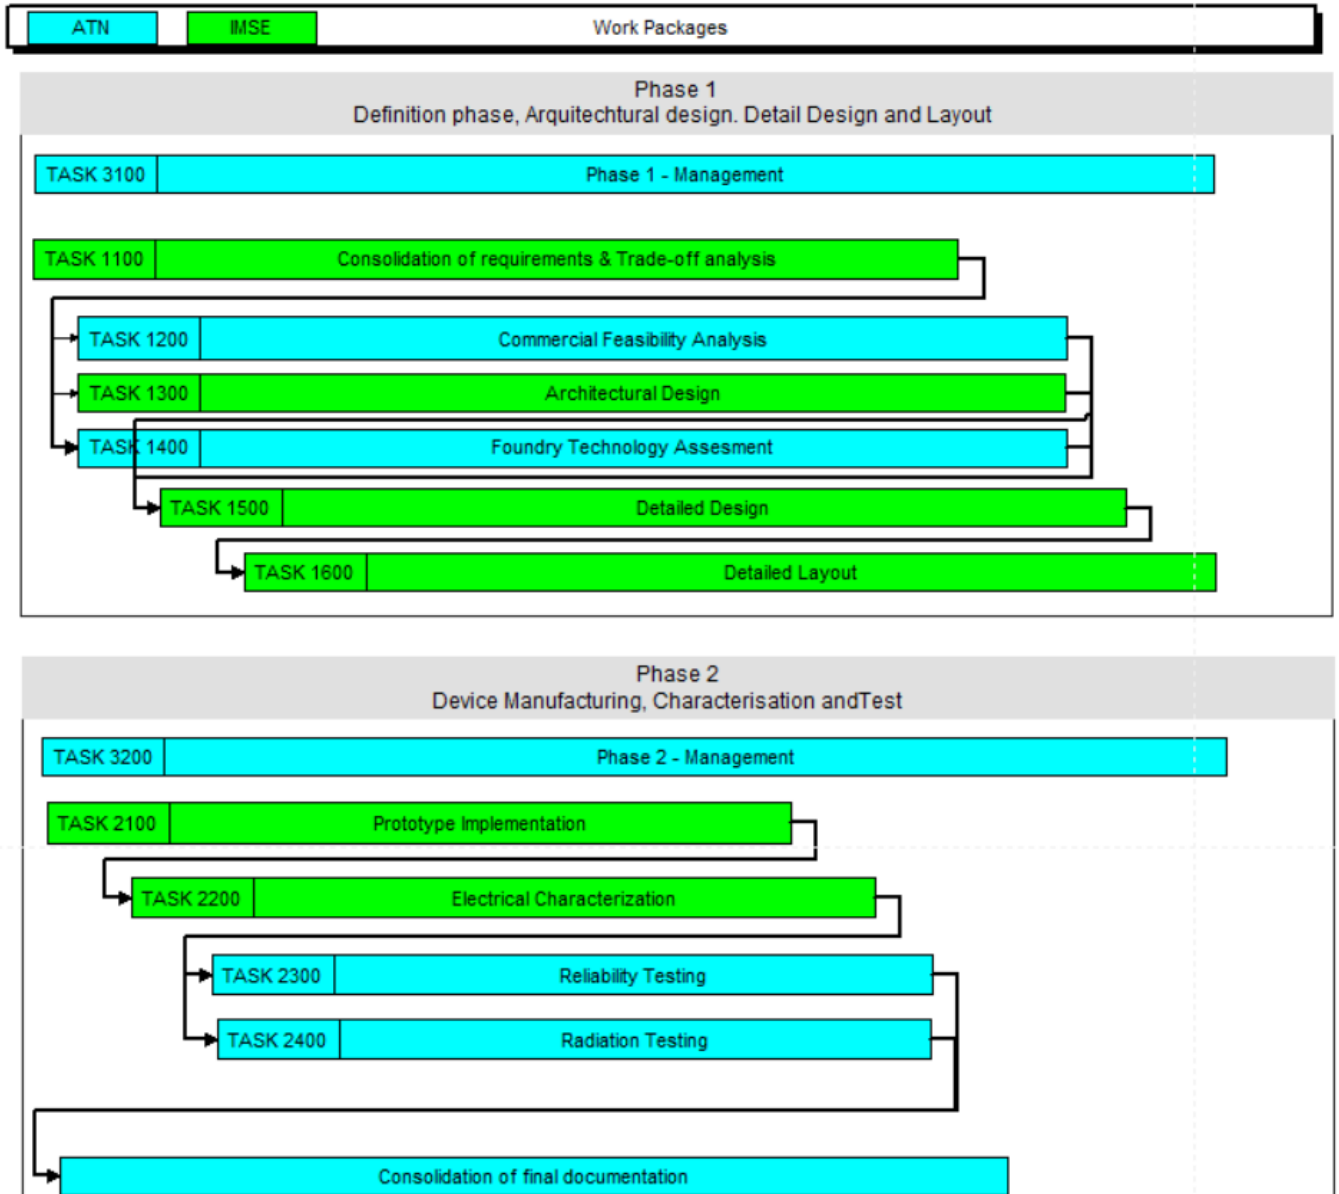 ATN IMSE Work Packages
Phase 1
Definition phase, Arquitechtural design. Detail Design and Layout
TASK 3100 Phase 1 - Management
TASK 1100 Consolidation of requirements & Trade-off analysis
TASK 1200 Commercial Feasibility Analysis
TASK 1300 Architectural Design
TASK 1400 Foundry Technology Assesment
TASK 1500 Detailed Design
TASK 1600 Detailed Layout
Phase 2
Device Manufacturing, Characterisation andTest
TASK 3200 Phase 2 - Management
TASK 2100 Prototype Implementation
TASK 2200 Electrical Characterization
TASK 2300 Reliability Testing
TASK 2400 Radiation Testing
Consolidation of final documentation